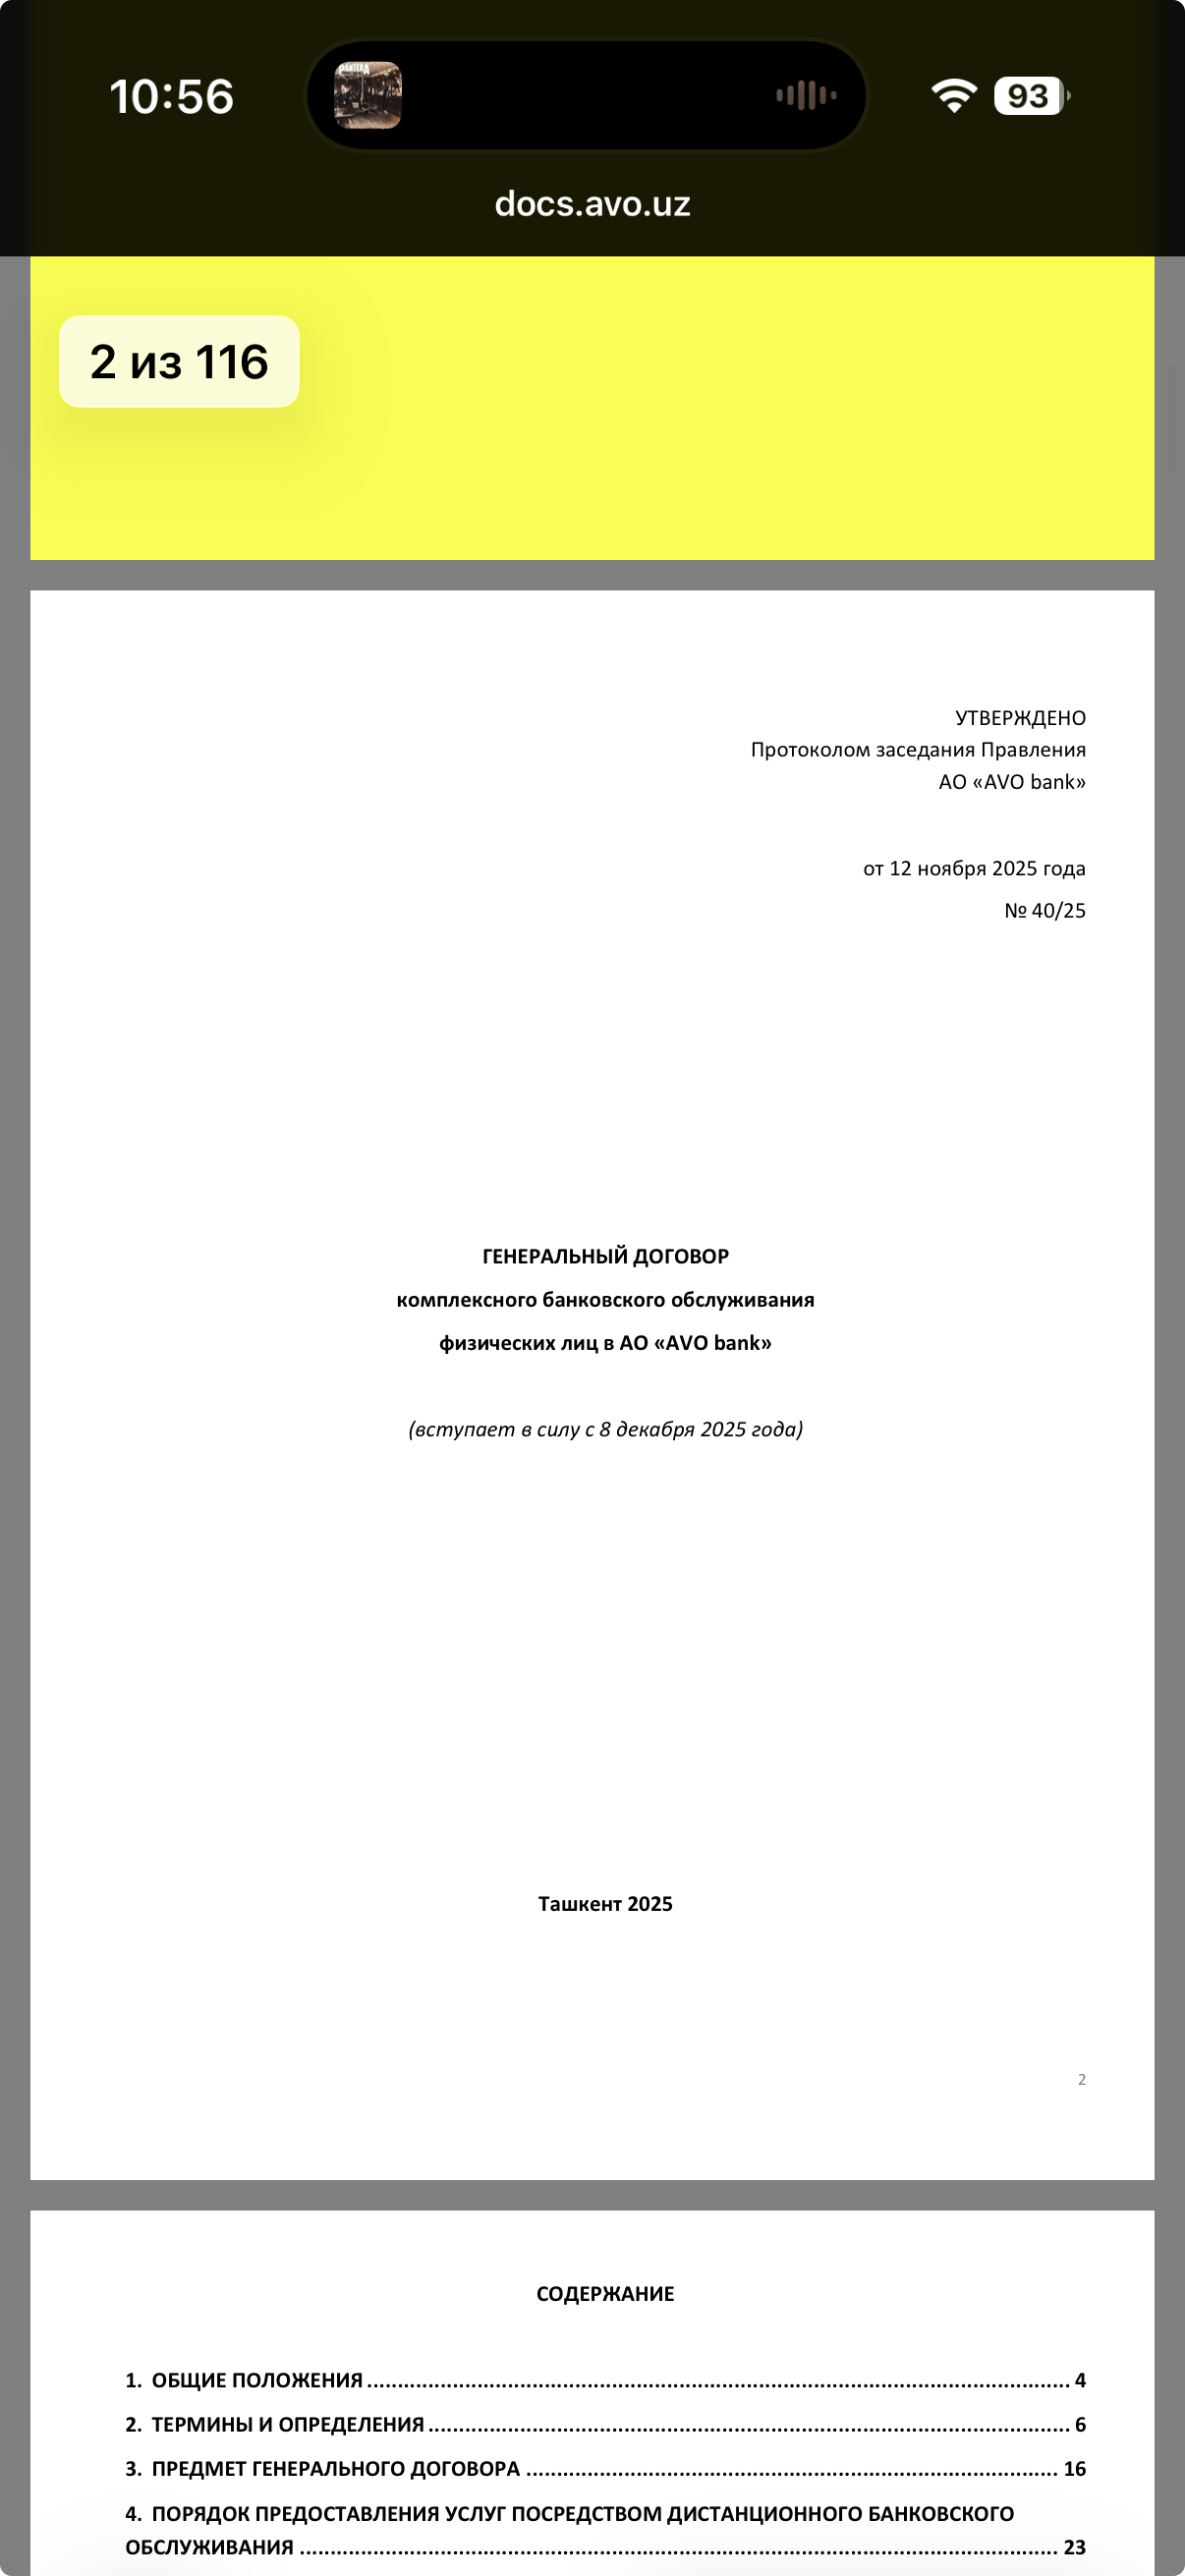 10:56
PANTERA
93
docs.avo.uz
2 из 116
УТВЕРЖДЕНО
Протоколом заседания Правления
АО «AVO bank»
от 12 ноября 2025 года
№ 40/25
ГЕНЕРАЛЬНЫЙ ДОГОВОР
комплексного банковского обслуживания
физических лиц в АО «AVO bank»
(вступает в силу с 8 декабря 2025 года)
Ташкент 2025
2
СОДЕРЖАНИЕ
1. ОБЩИЕ ПОЛОЖЕНИЯ ... 4
2. ТЕРМИНЫ И ОПРЕДЕЛЕНИЯ ... 6
3. ПРЕДМЕТ ГЕНЕРАЛЬНОГО ДОГОВОРА ... 16
4. ПОРЯДОК ПРЕДОСТАВЛЕНИЯ УСЛУГ ПОСРЕДСТВОМ ДИСТАНЦИОННОГО БАНКОВСКОГО
ОБСЛУЖИВАНИЯ ... 23